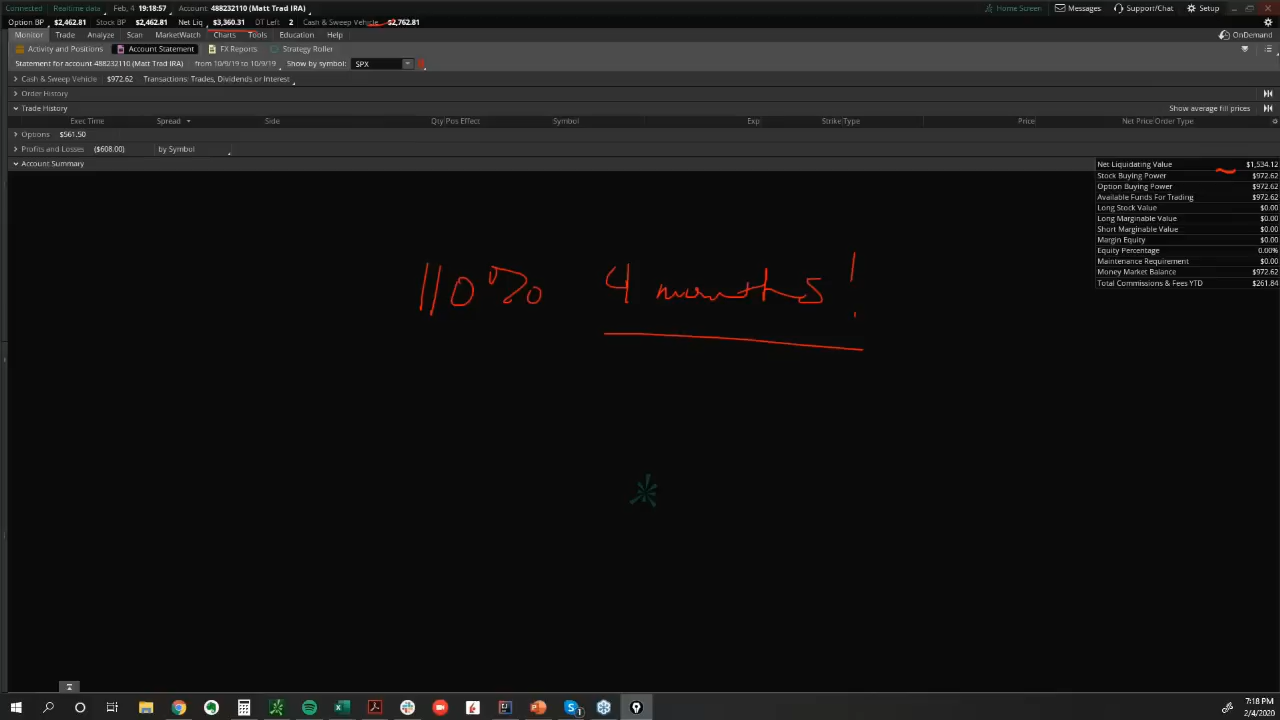 Connected Realtime data Feb, 4 19:18:57 Account: 488232110 (Matt Trad IRA) Home Screen Messages Support/Chat Setup
Option BP $2,462.81 Stock BP $2,462.81 Net Liq $3,360.31 DT Left 2 Cash & Sweep Vehicle $2,762.81
Monitor Trade Analyze Scan MarketWatch Charts Tools Education Help OnDemand
Activity and Positions Account Statement FX Reports Strategy Roller
Statement for account 488232110 (Matt Trad IRA) from 10/9/19 to 10/9/19 Show by symbol: SPX
Cash & Sweep Vehicle $972.62 Transactions: Trades, Dividends or Interest
Order History
Trade History Show average fill prices
Exec Time Spread Side Qty Pos Effect Symbol Exp Strike Type Price Net Price Order Type
Options $561.50
Profits and Losses ($608.00) by Symbol
Account Summary
Net Liquidating Value $1,534.12
Stock Buying Power $972.62
Option Buying Power $972.62
Available Funds For Trading $972.62
Long Stock Value $0.00
Long Marginable Value $0.00
Short Marginable Value $0.00
Margin Equity $0.00
Equity Percentage 0.00%
Maintenance Requirement $0.00
Money Market Balance $972.62
Total Commissions & Fees YTD $261.84
110% 4 months!
7:18 PM
2/4/2020